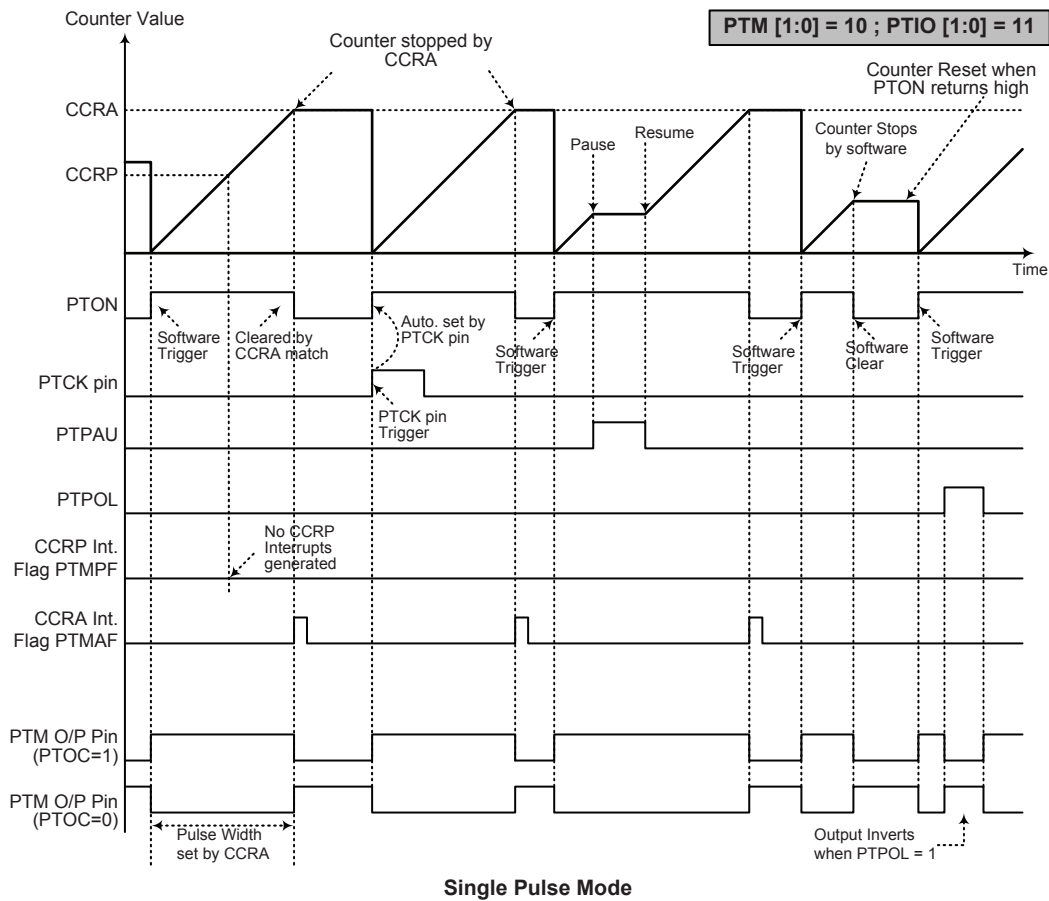 Counter Value
PTM [1:0] = 10 ; PTIO [1:0] = 11
Counter stopped by
CCRA
Counter Reset when
PTON returns high
CCRA
CCRP
Pause
Resume
Counter Stops
by software
Time
PTON
Software
Trigger
Cleared by
CCRA match
Auto. set by
PTCK pin
Software
Trigger
Software
Trigger
Software
Clear
Software
Trigger
PTCK pin
PTCK pin
Trigger
PTPAU
PTPOL
CCRP Int.
Flag PTMPF
No CCRP
Interrupts
generated
CCRA Int.
Flag PTMAF
PTM O/P Pin
(PTOC=1)
PTM O/P Pin
(PTOC=0)
Pulse Width
set by CCRA
Output Inverts
when PTPOL = 1
Single Pulse Mode